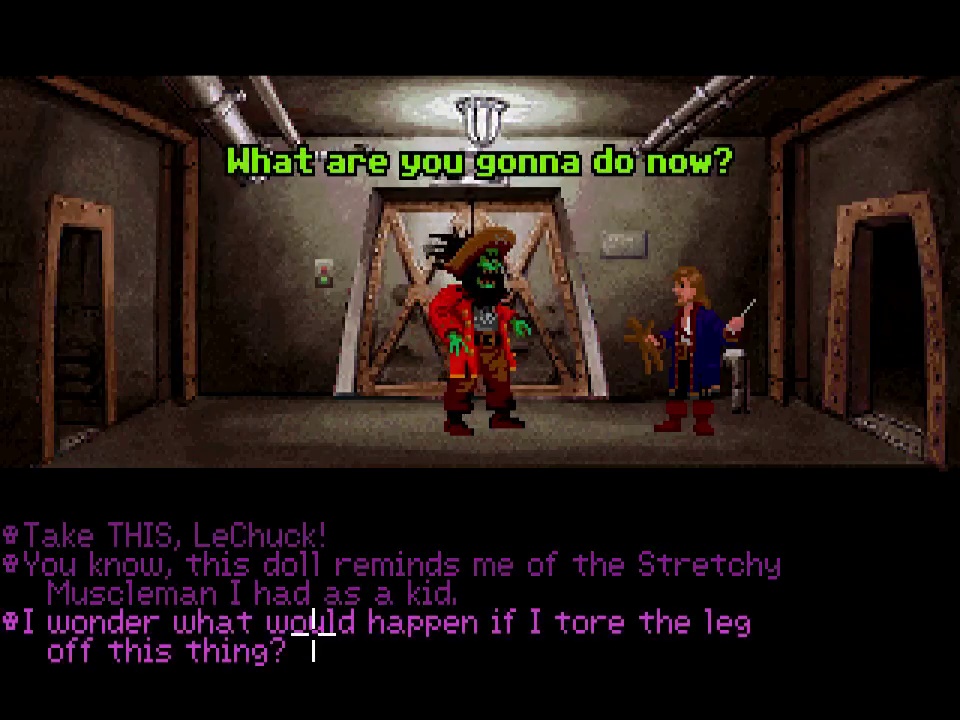 What are you gonna do now?
Take THIS, LeChuck!
You know, this doll reminds me of the Stretchy
Muscleman I had as a kid.
I wonder what would happen if I tore the leg
off this thing?